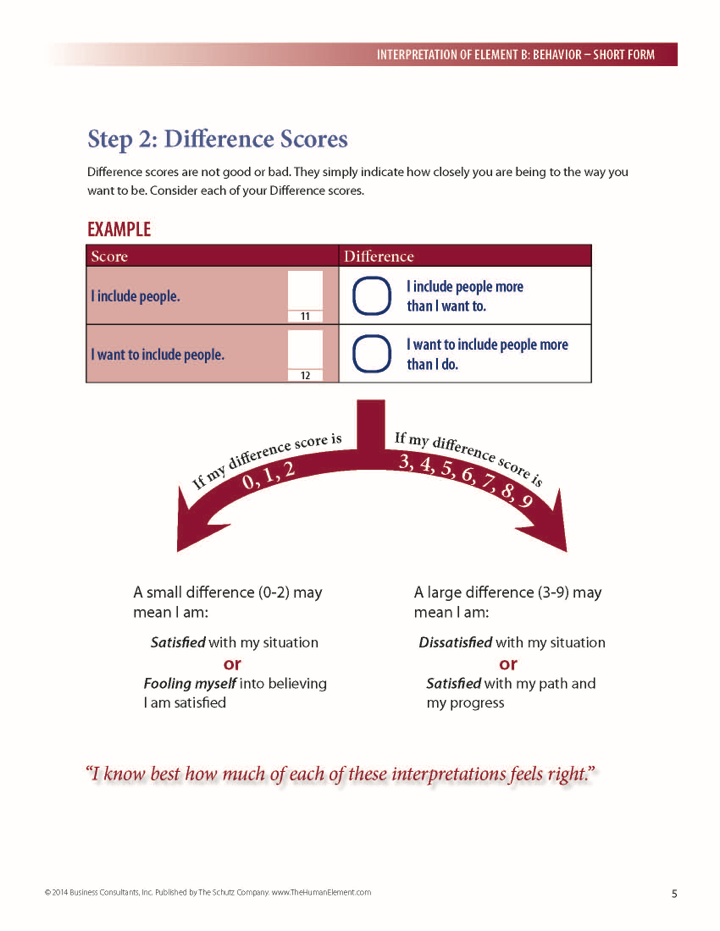 INTERPRETATION OF ELEMENT B: BEHAVIOR – SHORT FORM
Step 2: Difference Scores
Difference scores are not good or bad. They simply indicate how closely you are being to the way you
want to be. Consider each of your Difference scores.
EXAMPLE
Score
Difference
I include people.
11
I include people more
than I want to.
I want to include people.
12
I want to include people more
than I do.
If my difference score is
0, 1, 2
If my difference score is
3, 4, 5, 6, 7, 8, 9
A small difference (0-2) may
mean I am:
Satisfied with my situation
or
Fooling myself into believing
I am satisfied
A large difference (3-9) may
mean I am:
Dissatisfied with my situation
or
Satisfied with my path and
my progress
“I know best how much of each of these interpretations feels right.”
© 2014 Business Consultants, Inc. Published by The Schutz Company. www.TheHumanElement.com
5